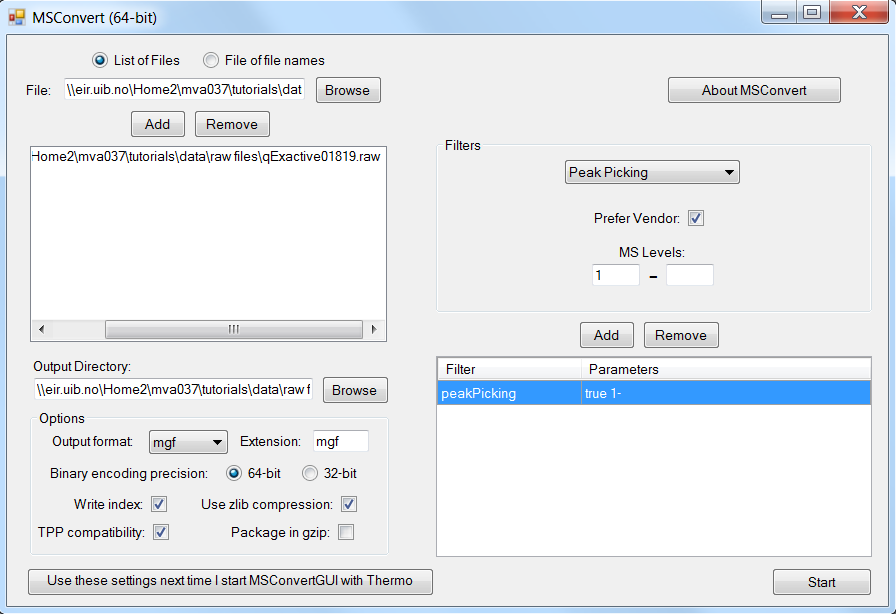 MSConvert (64-bit)
List of Files
File of file names
File:
\\eir.uib.no\Home2\mva037\tutorials\dat
Browse
About MSConvert
Add
Remove
Home2\mva037\tutorials\data\raw files\qExactive01819.raw
Filters
Peak Picking
Prefer Vendor:
MS Levels:
1
–
Add
Remove
Filter
Parameters
peakPicking
true 1-
Output Directory:
\\eir.uib.no\Home2\mva037\tutorials\data\raw f
Browse
Options
Output format:
mgf
Extension:
mgf
Binary encoding precision:
64-bit
32-bit
Write index:
Use zlib compression:
TPP compatibility:
Package in gzip:
Use these settings next time I start MSConvertGUI with Thermo
Start